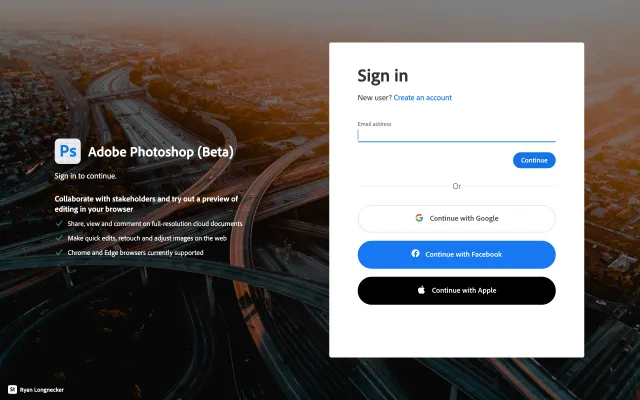 Ps Adobe Photoshop (Beta)
Sign in to continue.
Collaborate with stakeholders and try out a preview of
editing in your browser
Share, view and comment on full-resolution cloud documents
Make quick edits, retouch and adjust images on the web
Chrome and Edge browsers currently supported
St Ryan Longnecker
Sign in
New user? Create an account
Email address
Continue
Or
Continue with Google
Continue with Facebook
Continue with Apple